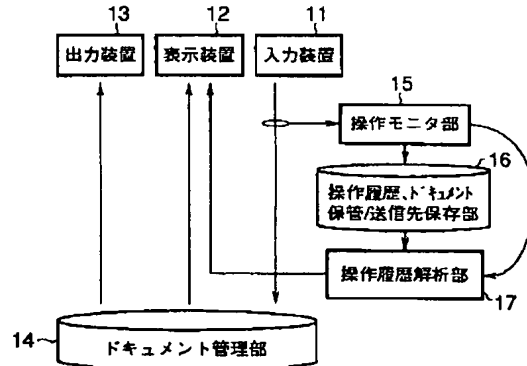 13
12
11
出力装置
表示装置
入力装置
15
操作モニタ部
16
操作履歴、ドキュメント
保管/送信先保存部
操作履歴解析部
17
14
ドキュメント管理部